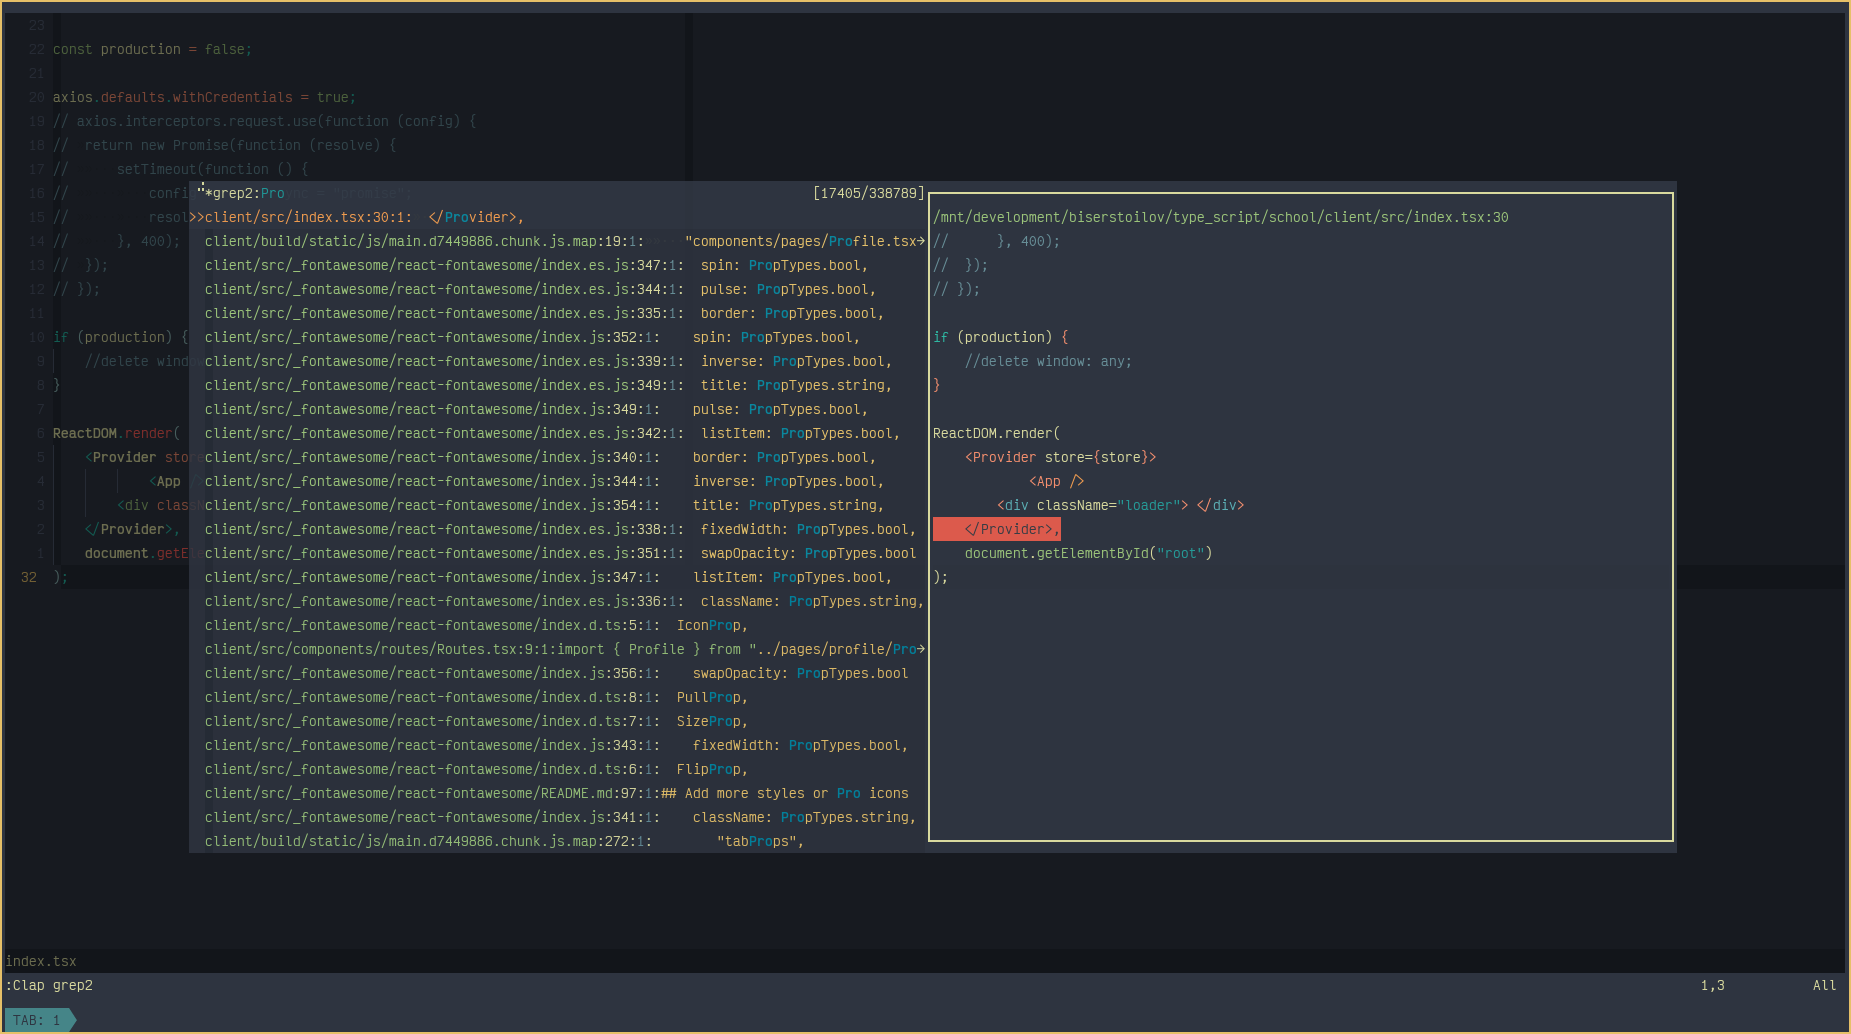 23
22 const production = false;
21
20 axios.defaults.withCredentials = true;
19 // axios.interceptors.request.use(function (config) {
18 //  return new Promise(function (resolve) {
17 //      setTimeout(function () {
16 //          confi
15 //          resol
14 //      }, 400);
13 //  });
12 // });
11
10 if (production) {
9     //delete window
8 }
7
6 ReactDOM.render(
5     <Provider sto
4             <App /
3         <div class
2     </Provider>,
1     document.getE
32 );
*grep2:Pro [17405/338789]
>>client/src/index.tsx:30:1:  </Provider>,
client/build/static/js/main.d7449886.chunk.js.map:19:1:     "components/pages/Profile.tsx→
client/src/_fontawesome/react-fontawesome/index.es.js:347:1:  spin: PropTypes.bool,
client/src/_fontawesome/react-fontawesome/index.es.js:344:1:  pulse: PropTypes.bool,
client/src/_fontawesome/react-fontawesome/index.es.js:335:1:  border: PropTypes.bool,
client/src/_fontawesome/react-fontawesome/index.js:352:1:    spin: PropTypes.bool,
client/src/_fontawesome/react-fontawesome/index.es.js:339:1:  inverse: PropTypes.bool,
client/src/_fontawesome/react-fontawesome/index.es.js:349:1:  title: PropTypes.string,
client/src/_fontawesome/react-fontawesome/index.js:349:1:    pulse: PropTypes.bool,
client/src/_fontawesome/react-fontawesome/index.es.js:342:1:  listItem: PropTypes.bool,
client/src/_fontawesome/react-fontawesome/index.js:340:1:    border: PropTypes.bool,
client/src/_fontawesome/react-fontawesome/index.js:344:1:    inverse: PropTypes.bool,
client/src/_fontawesome/react-fontawesome/index.js:354:1:    title: PropTypes.string,
client/src/_fontawesome/react-fontawesome/index.es.js:338:1:  fixedWidth: PropTypes.bool,
client/src/_fontawesome/react-fontawesome/index.es.js:351:1:  swapOpacity: PropTypes.bool
client/src/_fontawesome/react-fontawesome/index.js:347:1:    listItem: PropTypes.bool,
client/src/_fontawesome/react-fontawesome/index.es.js:336:1:  className: PropTypes.string,
client/src/_fontawesome/react-fontawesome/index.d.ts:5:1:  IconProp,
client/src/components/routes/Routes.tsx:9:1:import { Profile } from "../pages/profile/Pro→
client/src/_fontawesome/react-fontawesome/index.js:356:1:    swapOpacity: PropTypes.bool
client/src/_fontawesome/react-fontawesome/index.d.ts:8:1:  PullProp,
client/src/_fontawesome/react-fontawesome/index.d.ts:7:1:  SizeProp,
client/src/_fontawesome/react-fontawesome/index.js:343:1:    fixedWidth: PropTypes.bool,
client/src/_fontawesome/react-fontawesome/index.d.ts:6:1:  FlipProp,
client/src/_fontawesome/react-fontawesome/README.md:97:1:## Add more styles or Pro icons
client/src/_fontawesome/react-fontawesome/index.js:341:1:    className: PropTypes.string,
client/build/static/js/main.d7449886.chunk.js.map:272:1:        "tabProps",
/mnt/development/biserstoilov/type_script/school/client/src/index.tsx:30
//      }, 400);
//  });
// });
if (production) {
    //delete window: any;
}
ReactDOM.render(
    <Provider store={store}>
            <App />
        <div className="loader"> </div>
    </Provider>,
    document.getElementById("root")
);
index.tsx
:Clap grep2 1,3 All
TAB: 1